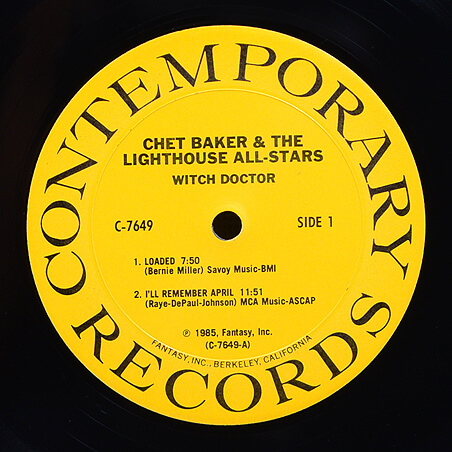 CONTEMPORARY RECORDS
CHET BAKER & THE
LIGHTHOUSE ALL-STARS
WITCH DOCTOR
C-7649
SIDE 1
1. LOADED 7:50
(Bernie Miller) Savoy Music-BMI
2. I'LL REMEMBER APRIL 11:51
(Raye-DePaul-Johnson) MCA Music-ASCAP
℗ 1985, Fantasy, Inc.
(C-7649-A)
FANTASY, INC., BERKELEY, CALIFORNIA